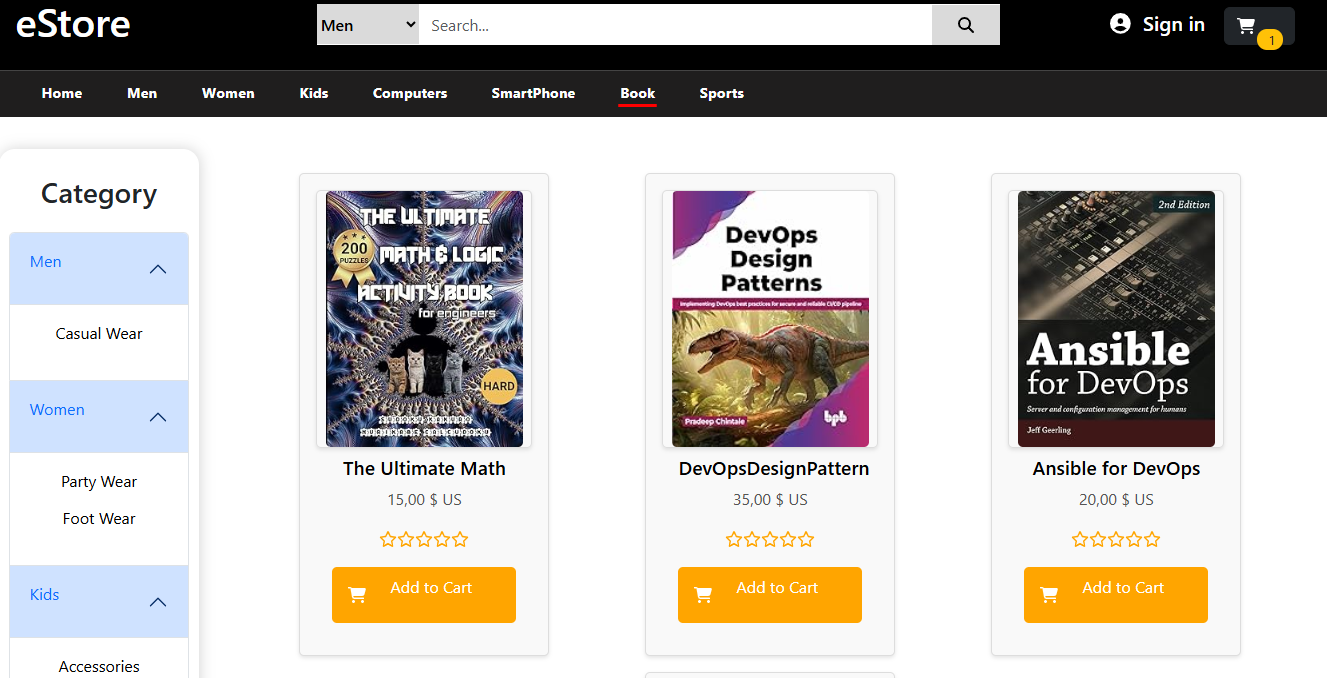 eStore
Men
Search...
Sign in
1
Home
Men
Women
Kids
Computers
SmartPhone
Book
Sports
Category
Men
Casual Wear
Women
Party Wear
Foot Wear
Kids
Accessories
THE ULTIMATE
200
PUZZLES
MATH & LOGIC
ACTIVITY BOOK
for engineers
HARD
The Ultimate Math
15,00 $ US
Add to Cart
DevOps
Design
Patterns
Implementing DevOps best practices for secure and reliable CI/CD pipeline
Pradeep Chintale
bpb
DevOpsDesignPattern
35,00 $ US
Add to Cart
2nd Edition
Ansible
for DevOps
Server and configuration management for humans
Jeff Geerling
Ansible for DevOps
20,00 $ US
Add to Cart